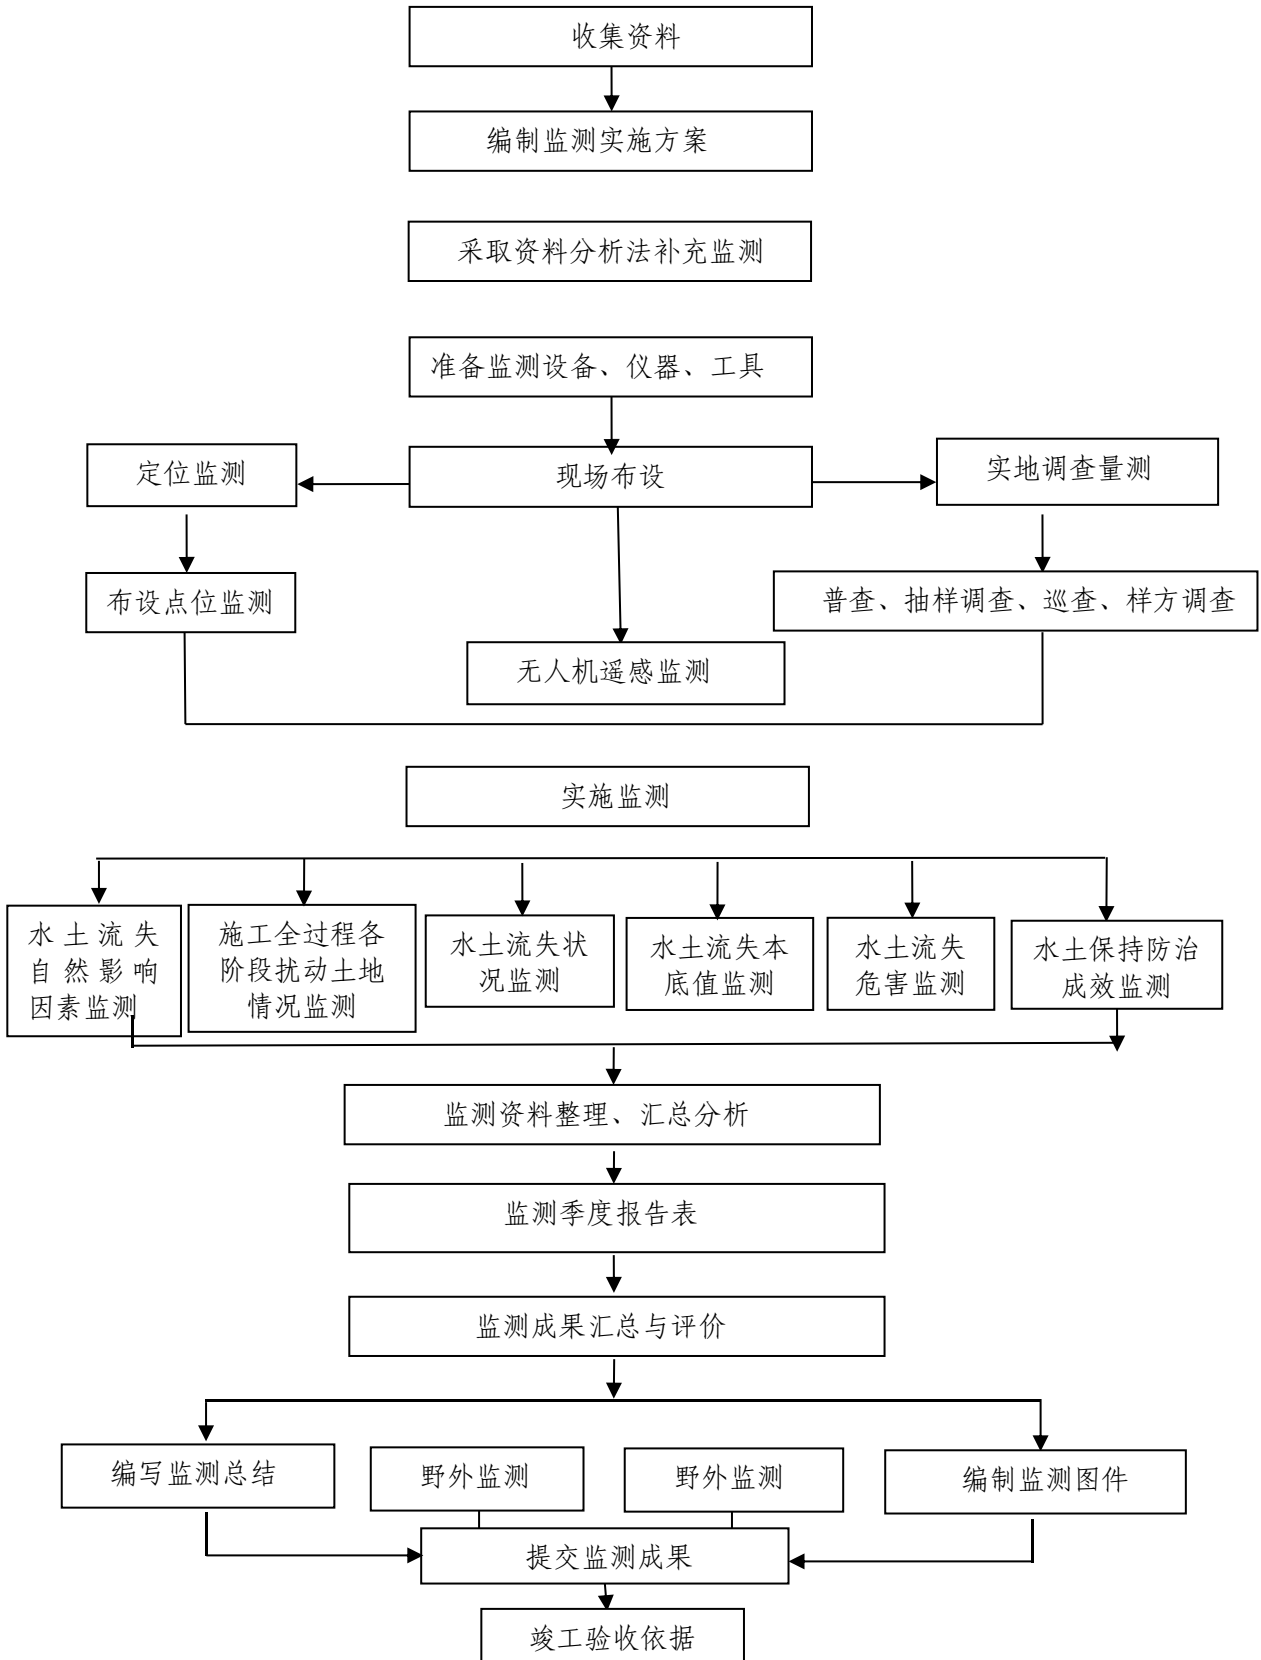 收集资料
编制监测实施方案
采取资料分析法补充监测
准备监测设备、仪器、工具
定位监测
现场布设
实地调查量测
布设点位监测
普查、抽样调查、巡查、样方调查
无人机遥感监测
实施监测
水土流失
自然影响
因素监测
施工全过程各
阶段扰动土地
情况监测
水土流失状
况监测
水土流失本
底值监测
水土流失
危害监测
水土保持防治
成效监测
监测资料整理、汇总分析
监测季度报告表
监测成果汇总与评价
编写监测总结
野外监测
野外监测
编制监测图件
提交监测成果
竣工验收依据